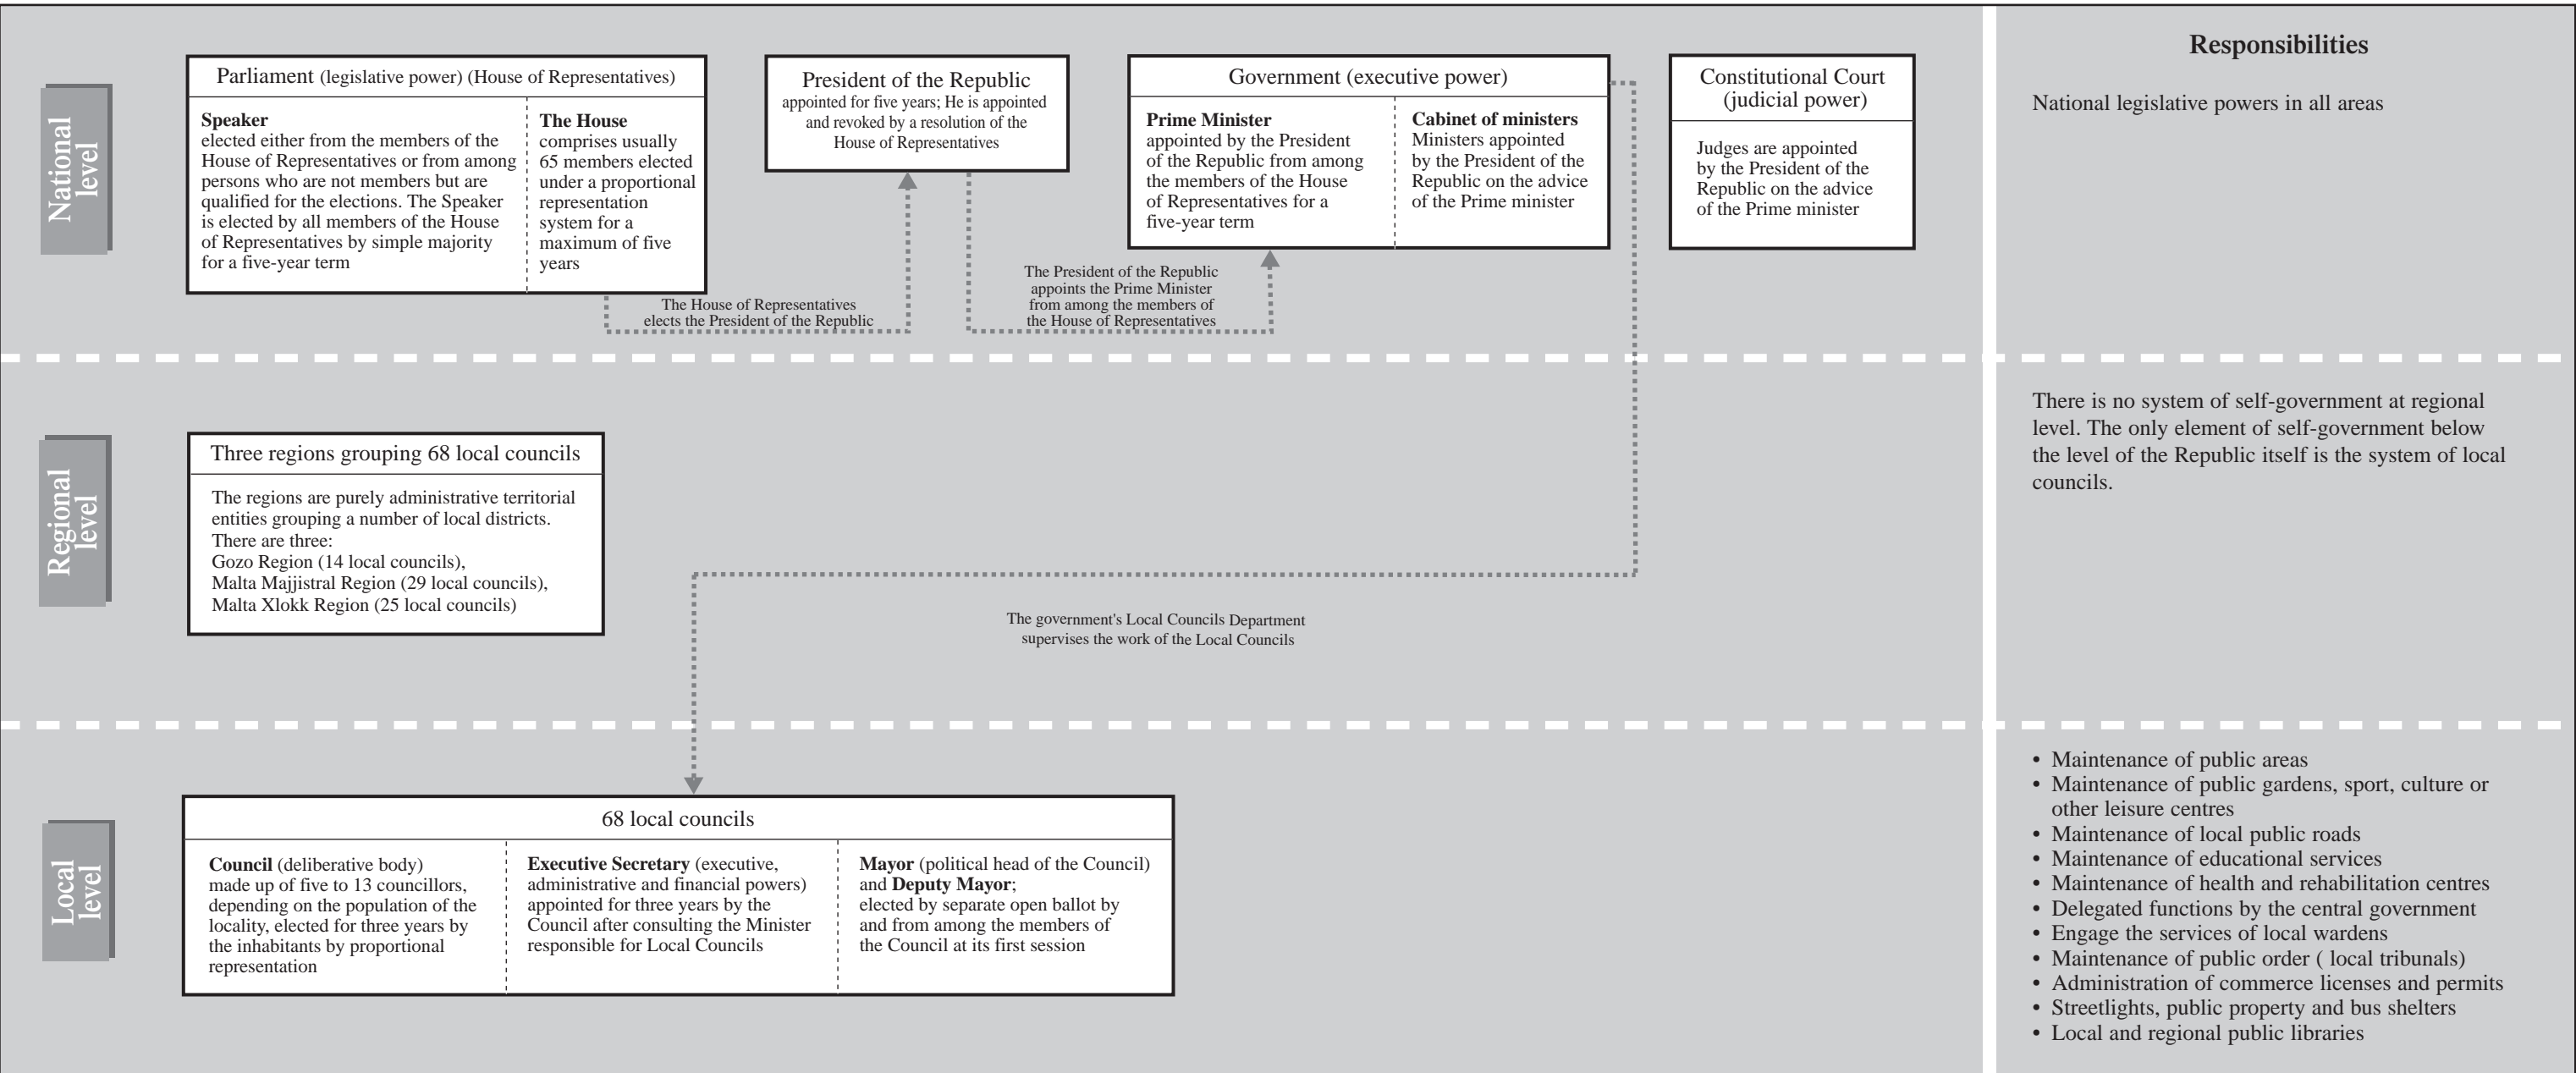 National
level
Parliament (legislative power) (House of Representatives)
Speaker
elected either from the members of the
House of Representatives or from among
persons who are not members but are
qualified for the elections. The Speaker
is elected by all members of the House
of Representatives by simple majority
for a five-year term
The House
comprises usually
65 members elected
under a proportional
representation
system for a
maximum of five
years
President of the Republic
appointed for five years; He is appointed
and revoked by a resolution of the
House of Representatives
Government (executive power)
Prime Minister
appointed by the President
of the Republic from among
the members of the House
of Representatives for a
five-year term
Cabinet of ministers
Ministers appointed
by the President of the
Republic on the advice
of the Prime minister
Constitutional Court
(judicial power)
Judges are appointed
by the President of the
Republic on the advice
of the Prime minister
The House of Representatives
elects the President of the Republic
The President of the Republic
appoints the Prime Minister
from among the members of
the House of Representatives
Responsibilities
National legislative powers in all areas
Regional
level
Three regions grouping 68 local councils
The regions are purely administrative territorial
entities grouping a number of local districts.
There are three:
Gozo Region (14 local councils),
Malta Majjistral Region (29 local councils),
Malta Xlokk Region (25 local councils)
The government's Local Councils Department
supervises the work of the Local Councils
There is no system of self-government at regional
level. The only element of self-government below
the level of the Republic itself is the system of local
councils.
Local
level
68 local councils
Council (deliberative body)
made up of five to 13 councillors,
depending on the population of the
locality, elected for three years by
the inhabitants by proportional
representation
Executive Secretary (executive,
administrative and financial powers)
appointed for three years by the
Council after consulting the Minister
responsible for Local Councils
Mayor (political head of the Council)
and Deputy Mayor;
elected by separate open ballot by
and from among the members of
the Council at its first session
• Maintenance of public areas
• Maintenance of public gardens, sport, culture or
other leisure centres
• Maintenance of local public roads
• Maintenance of educational services
• Maintenance of health and rehabilitation centres
• Delegated functions by the central government
• Engage the services of local wardens
• Maintenance of public order ( local tribunals)
• Administration of commerce licenses and permits
• Streetlights, public property and bus shelters
• Local and regional public libraries